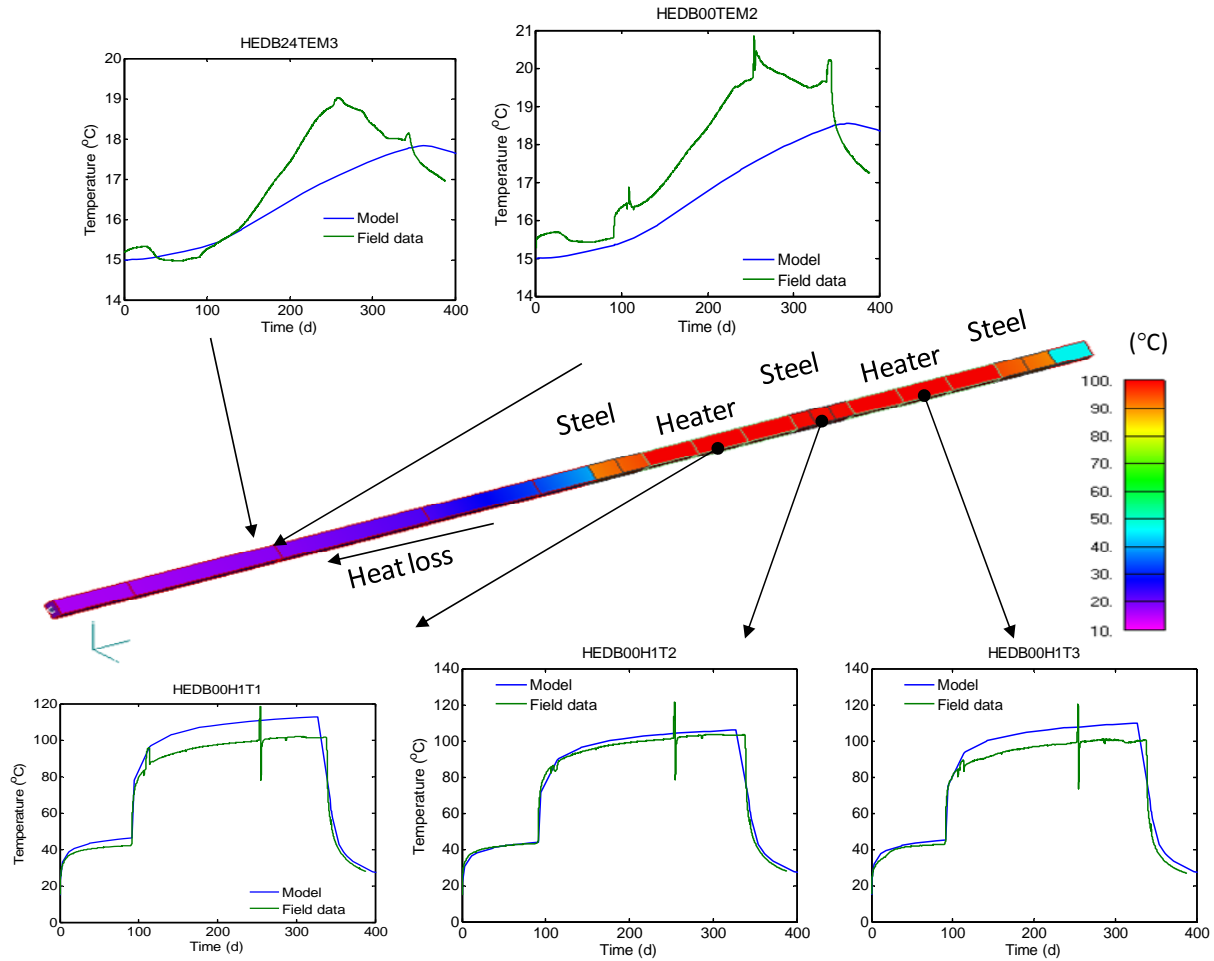 HEDB24TEM3
20
19
18
17
16
15
14
Temperature (°C)
Model
Field data
0 100 200 300 400
Time (d)
HEDB00TEM2
21
20
19
18
17
16
15
14
Temperature (°C)
Model
Field data
0 100 200 300 400
Time (d)
Steel
Heater
Steel
Heater
Steel
Heat loss
(°C)
100.
90.
80.
70.
60.
50.
40.
30.
20.
10.
HEDB00H1T1
120
100
80
60
40
20
0
Temperature (°C)
Model
Field data
0 100 200 300 400
Time (d)
HEDB00H1T2
140
120
100
80
60
40
20
0
Temperature (°C)
Model
Field data
0 100 200 300 400
Time (d)
HEDB00H1T3
140
120
100
80
60
40
20
0
Temperature (°C)
Model
Field data
0 100 200 300 400
Time (d)